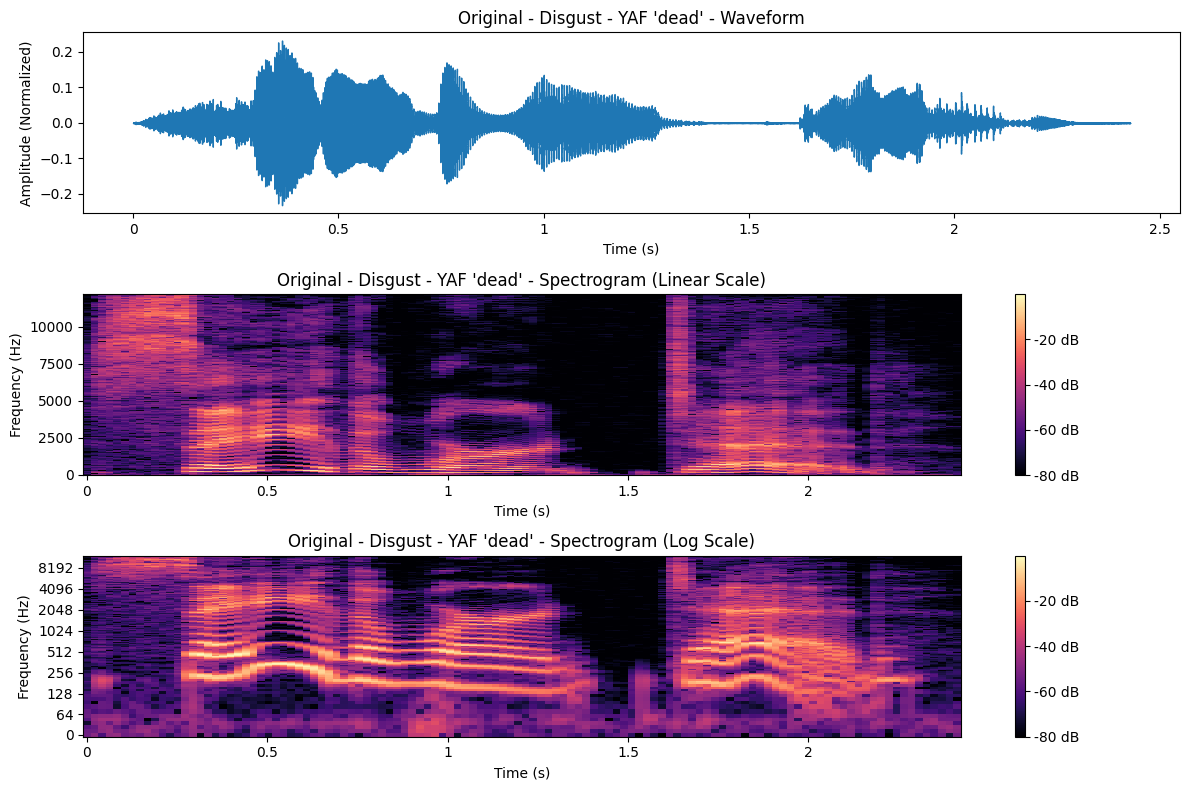 Original - Disgust - YAF 'dead' - Waveform
Amplitude (Normalized)
0.2
0.1
0.0
−0.1
−0.2
0 0.5 1 1.5 2 2.5
Time (s)
Original - Disgust - YAF 'dead' - Spectrogram (Linear Scale)
Frequency (Hz)
10000
7500
5000
2500
0
0 0.5 1 1.5 2
Time (s)
-20 dB
-40 dB
-60 dB
-80 dB
Original - Disgust - YAF 'dead' - Spectrogram (Log Scale)
Frequency (Hz)
8192
4096
2048
1024
512
256
128
64
0
0 0.5 1 1.5 2
Time (s)
-20 dB
-40 dB
-60 dB
-80 dB